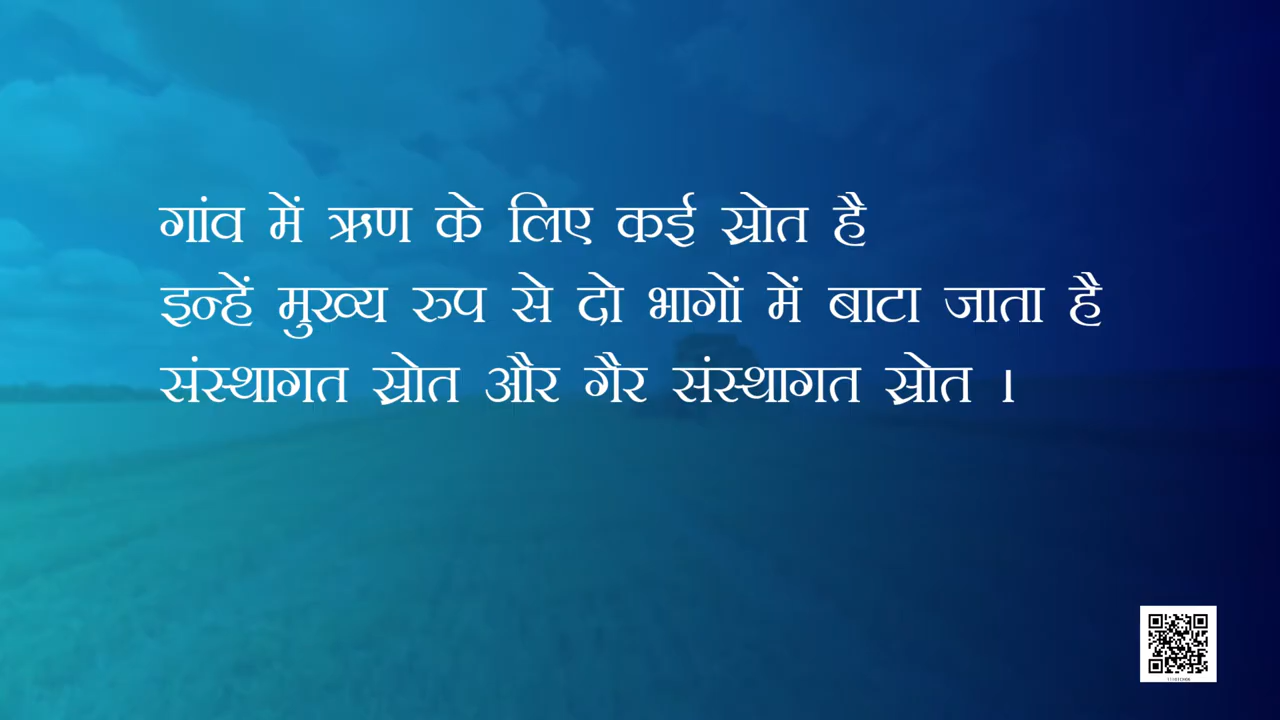 गांव में ऋण के लिए कई स्रोत है
इन्हें मुख्य रुप से दो भागों में बाटा जाता है
संस्थागत स्रोत और गैर संस्थागत स्रोत ।